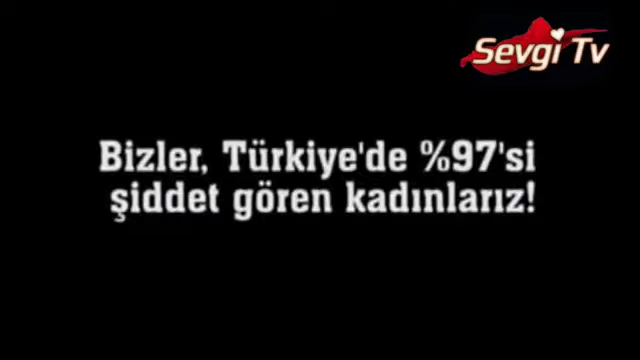 Sevgi Tv
Bizler, Türkiye'de %97'si
şiddet gören kadınlarız!